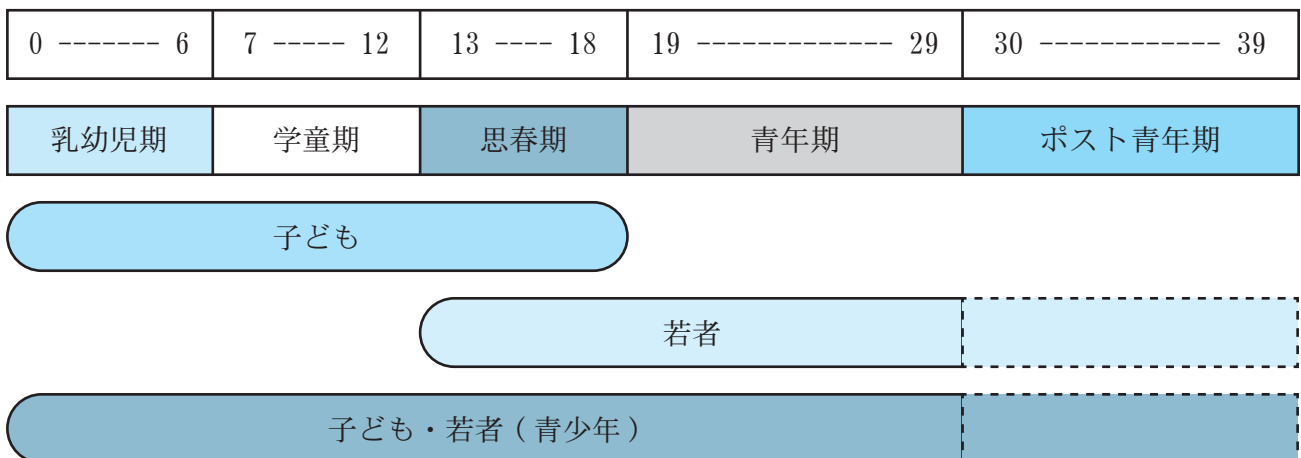 0 ------- 6 7 ----- 12 13 ---- 18 19 ------------- 29 30 ------------ 39
乳幼児期 学童期 思春期 青年期 ポスト青年期
子ども
若者
子ども・若者 ( 青少年 )